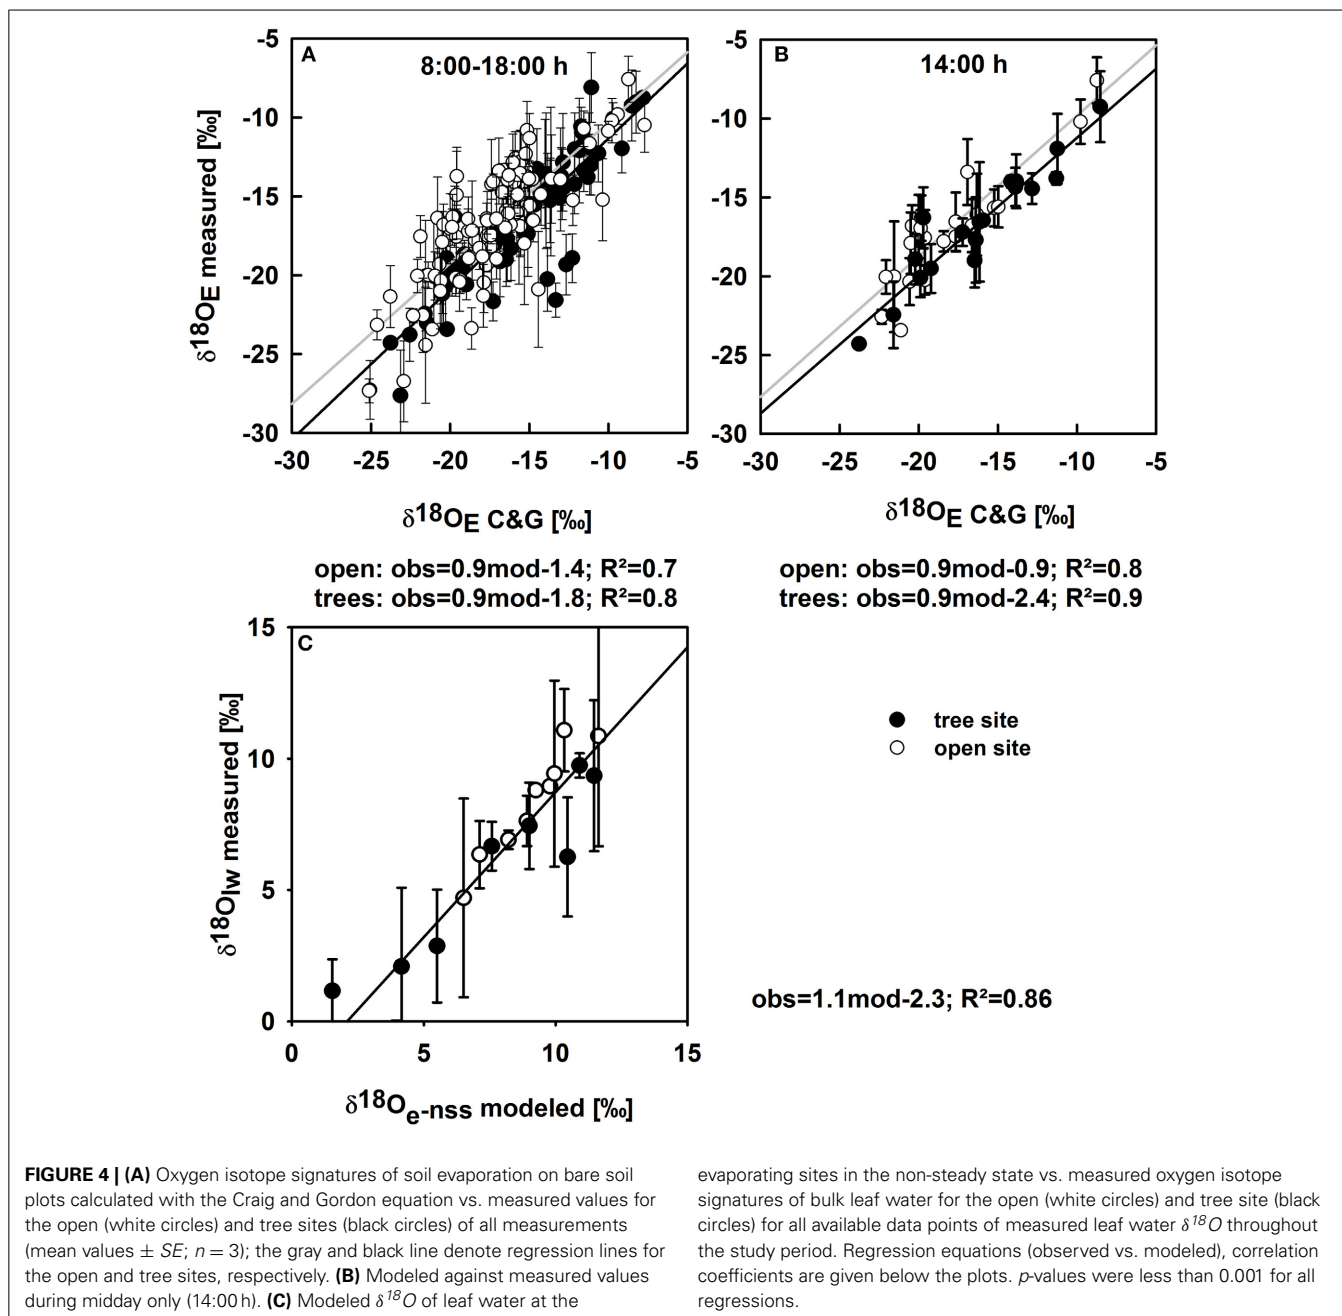 A
8:00-18:00 h
-5
-10
-15
-20
-25
-30
-30 -25 -20 -15 -10 -5
δ18OE measured [‰]
δ18OE C&G [‰]
open: obs=0.9mod-1.4; R²=0.7
trees: obs=0.9mod-1.8; R²=0.8
B
14:00 h
-5
-10
-15
-20
-25
-30
-30 -25 -20 -15 -10 -5
δ18OE C&G [‰]
open: obs=0.9mod-0.9; R²=0.8
trees: obs=0.9mod-2.4; R²=0.9
C
15
10
5
0
0 5 10 15
δ18Olw measured [‰]
δ18Oe-nss modeled [‰]
tree site
open site
obs=1.1mod-2.3; R²=0.86
FIGURE 4 | (A) Oxygen isotope signatures of soil evaporation on bare soil
plots calculated with the Craig and Gordon equation vs. measured values for
the open (white circles) and tree sites (black circles) of all measurements
(mean values ± SE; n = 3); the gray and black line denote regression lines for
the open and tree sites, respectively. (B) Modeled against measured values
during midday only (14:00 h). (C) Modeled δ18O of leaf water at the
evaporating sites in the non-steady state vs. measured oxygen isotope
signatures of bulk leaf water for the open (white circles) and tree site (black
circles) for all available data points of measured leaf water δ18O throughout
the study period. Regression equations (observed vs. modeled), correlation
coefficients are given below the plots. p-values were less than 0.001 for all
regressions.